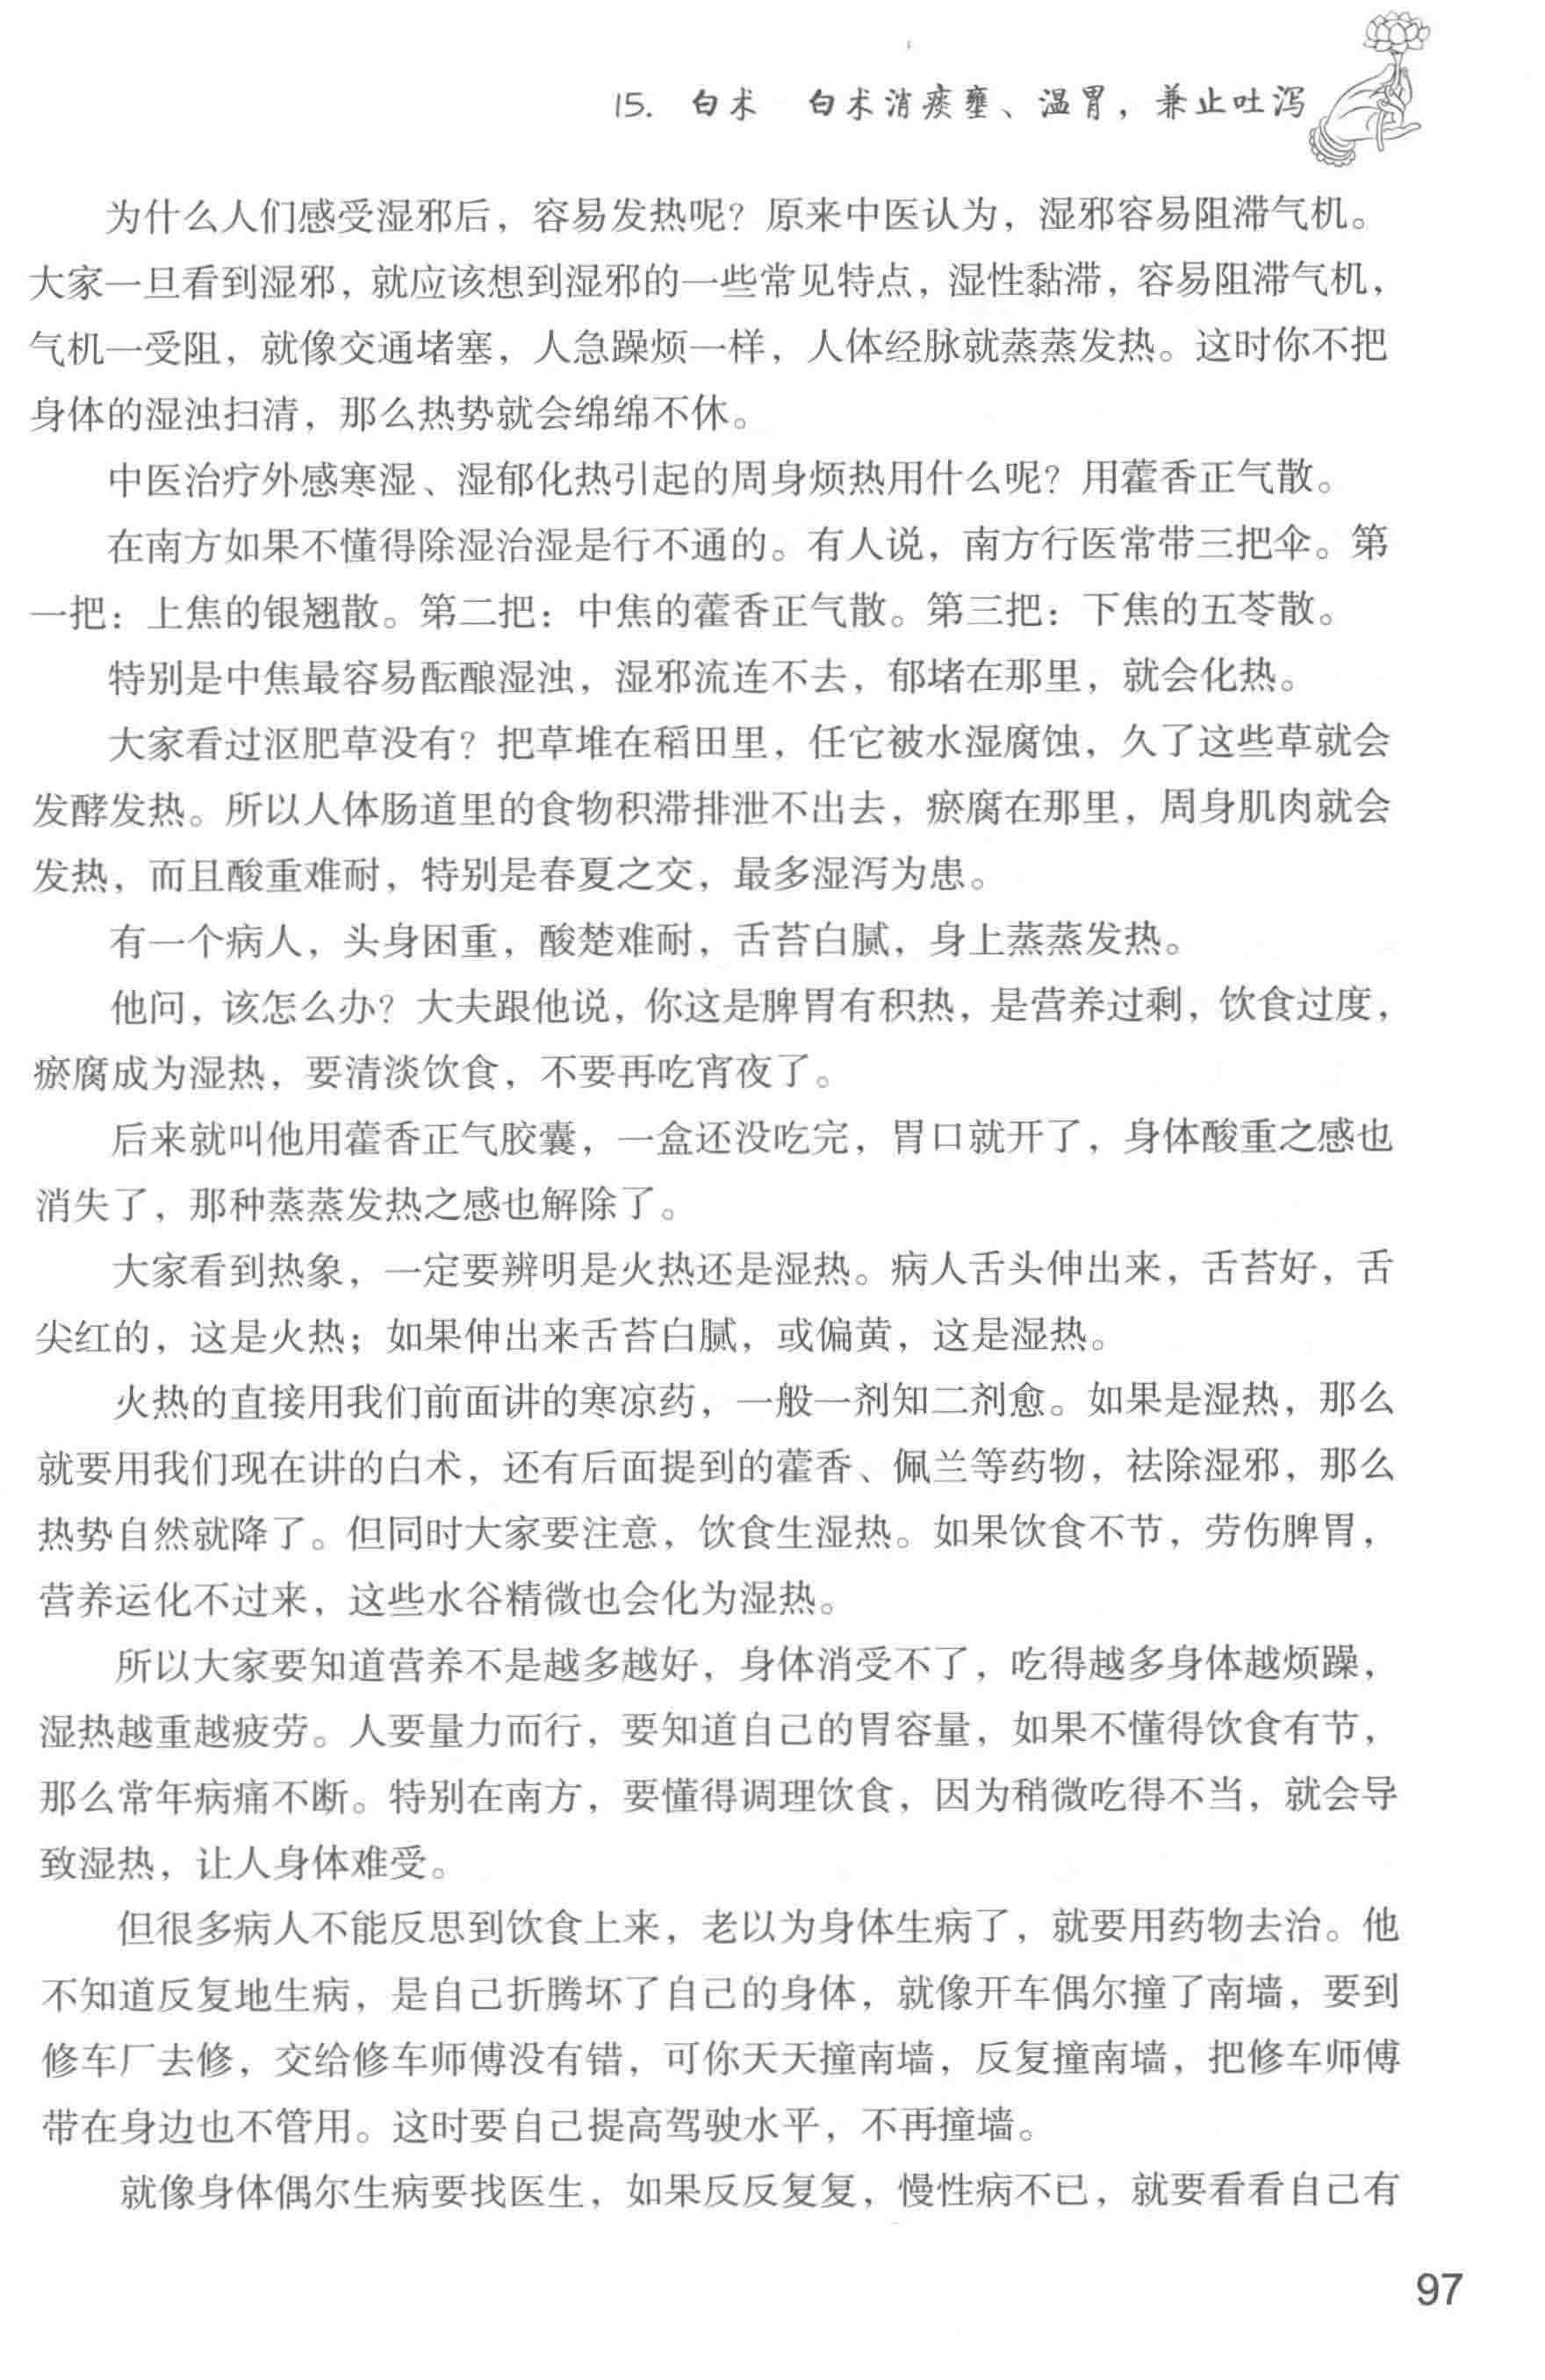 15. 白术　白术消痰壅、温胃，兼止吐泻
为什么人们感受湿邪后，容易发热呢？原来中医认为，湿邪容易阻滞气机。
大家一旦看到湿邪，就应该想到湿邪的一些常见特点，湿性黏滞，容易阻滞气机，
气机一受阻，就像交通堵塞，人急躁烦一样，人体经脉就蒸蒸发热。这时你不把
身体的湿浊扫清，那么热势就会绵绵不休。
中医治疗外感寒湿、湿郁化热引起的周身烦热用什么呢？用藿香正气散。
在南方如果不懂得除湿治湿是行不通的。有人说，南方行医常带三把伞。第
一把：上焦的银翘散。第二把：中焦的藿香正气散。第三把：下焦的五苓散。
特别是中焦最容易酝酿湿浊，湿邪流连不去，郁堵在那里，就会化热。
大家看过沤肥草没有？把草堆在稻田里，任它被水湿腐蚀，久了这些草就会
发酵发热。所以人体肠道里的食物积滞排泄不出去，瘀腐在那里，周身肌肉就会
发热，而且酸重难耐，特别是春夏之交，最多湿泻为患。
有一个病人，头身困重，酸楚难耐，舌苔白腻，身上蒸蒸发热。
他问，该怎么办？大夫跟他说，你这是脾胃有积热，是营养过剩，饮食过度，
瘀腐成为湿热，要清淡饮食，不要再吃宵夜了。
后来就叫他用藿香正气胶囊，一盒还没吃完，胃口就开了，身体酸重之感也
消失了，那种蒸蒸发热之感也解除了。
大家看到热象，一定要辨明是火热还是湿热。病人舌头伸出来，舌苔好，舌
尖红的，这是火热；如果伸出来舌苔白腻，或偏黄，这是湿热。
火热的直接用我们前面讲的寒凉药，一般一剂知二剂愈。如果是湿热，那么
就要用我们现在讲的白术，还有后面提到的藿香、佩兰等药物，祛除湿邪，那么
热势自然就降了。但同时大家要注意，饮食生湿热。如果饮食不节，劳伤脾胃，
营养运化不过来，这些水谷精微也会化为湿热。
所以大家要知道营养不是越多越好，身体消受不了，吃得越多身体越烦躁，
湿热越重越疲劳。人要量力而行，要知道自己的胃容量，如果不懂得饮食有节，
那么常年病痛不断。特别在南方，要懂得调理饮食，因为稍微吃得不当，就会导
致湿热，让人身体难受。
但很多病人不能反思到饮食上来，老以为身体生病了，就要用药物去治。他
不知道反复地生病，是自己折腾坏了自己的身体，就像开车偶尔撞了南墙，要到
修车厂去修，交给修车师傅没有错，可你天天撞南墙，反复撞南墙，把修车师傅
带在身边也不管用。这时要自己提高驾驶水平，不再撞墙。
就像身体偶尔生病要找医生，如果反反复复，慢性病不已，就要看看自己有
97